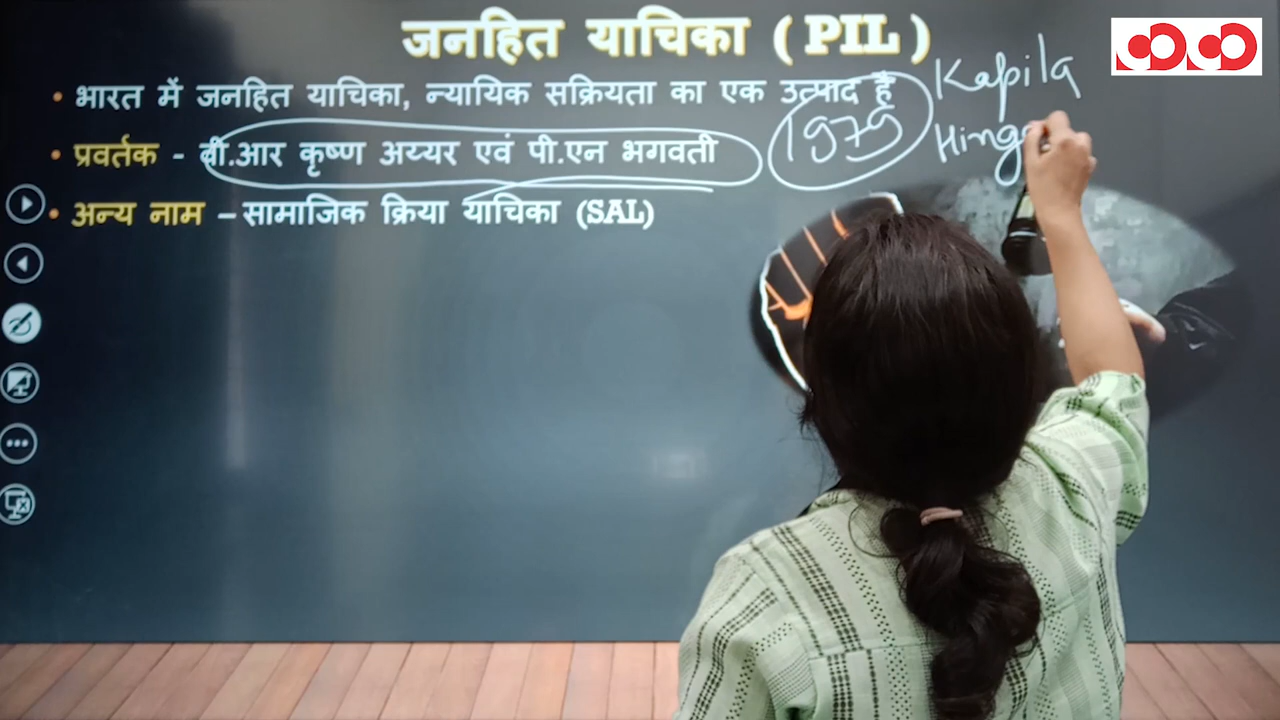 जनहित याचिका ( PIL )
• भारत में जनहित याचिका, न्यायिक सक्रियता का एक उत्पाद है
1979
Kapila
• प्रवर्तक - वी.आर कृष्ण अय्यर एवं पी.एन भगवती
Hing
• अन्य नाम – सामाजिक क्रिया याचिका (SAL)